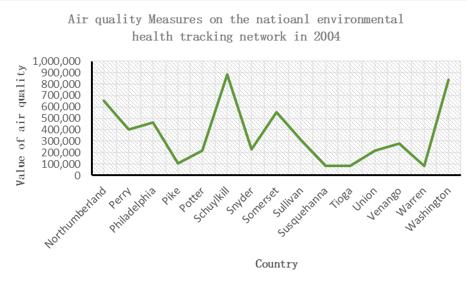 Air quality Measures on the natioanl environmental
health tracking network in 2004
Value of air quality
1,000,000
900,000
800,000
700,000
600,000
500,000
400,000
300,000
200,000
100,000
0
Northumberland
Perry
Philadelphia
Pike
Potter
Schuylkill
Snyder
Somerset
Sullivan
Susquehanna
Tioga
Union
Venango
Warren
Washington
Country